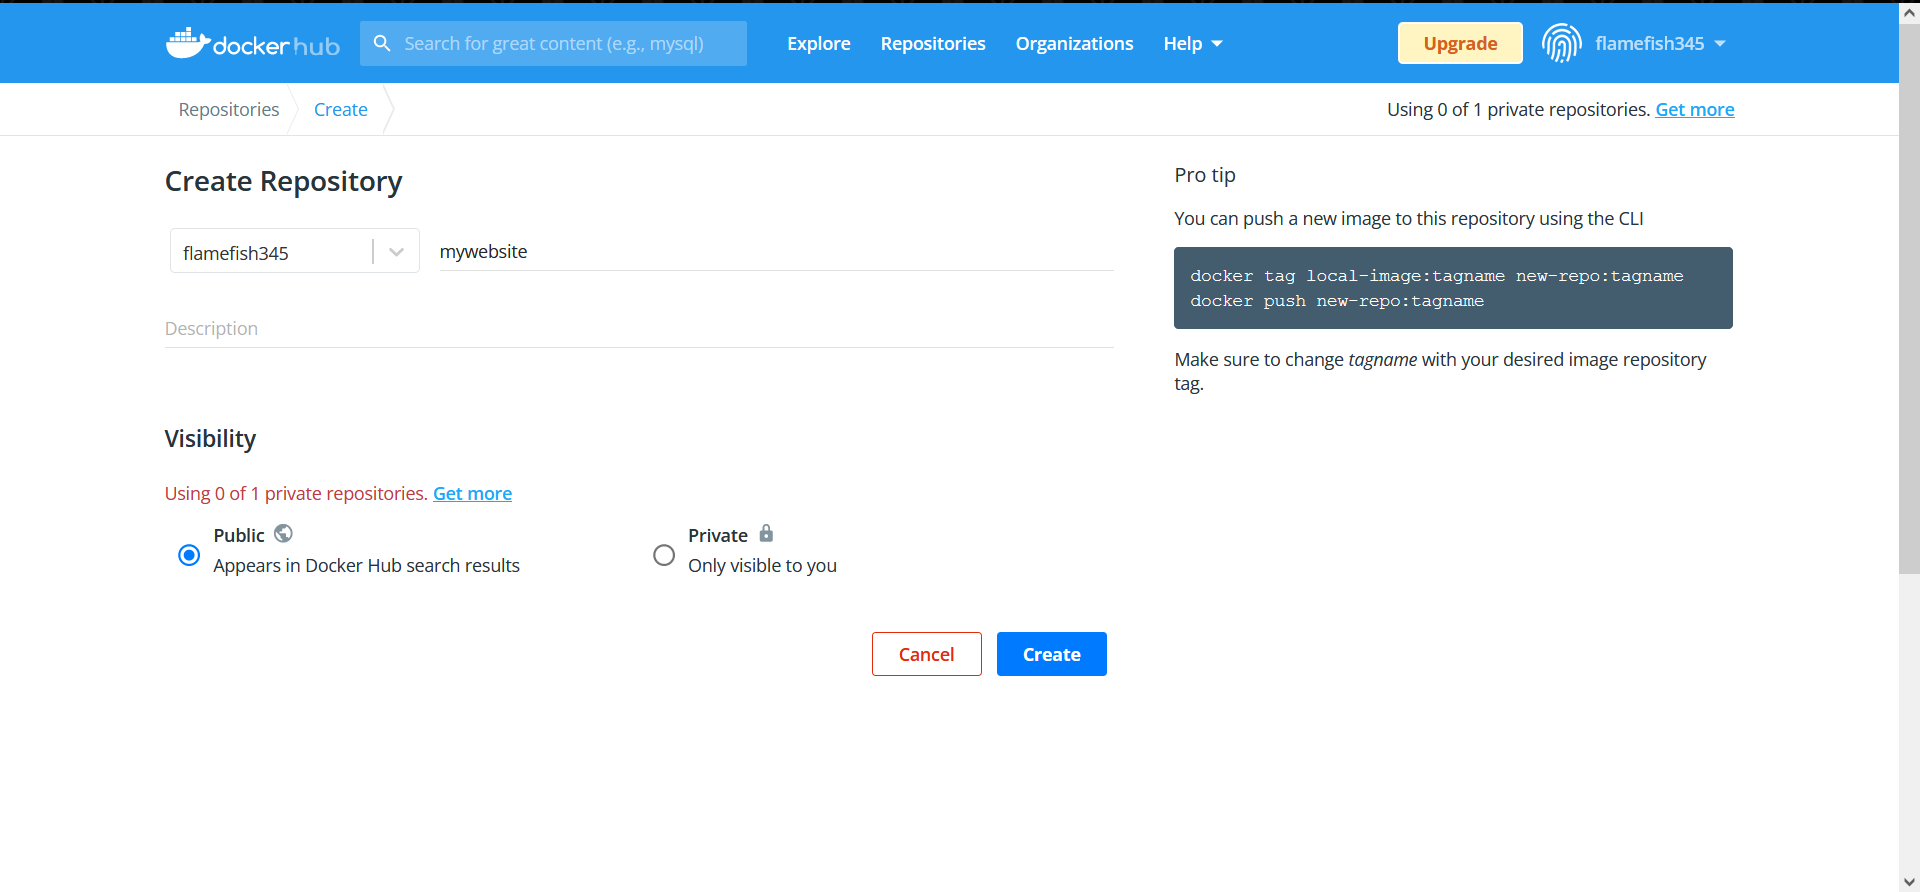 docker hub
Search for great content (e.g., mysql)
Explore
Repositories
Organizations
Help
Upgrade
flamefish345
Repositories
Create
Using 0 of 1 private repositories. Get more
Create Repository
flamefish345
mywebsite
Description
Visibility
Using 0 of 1 private repositories. Get more
Public
Appears in Docker Hub search results
Private
Only visible to you
Cancel
Create
Pro tip
You can push a new image to this repository using the CLI
docker tag local-image:tagname new-repo:tagname
docker push new-repo:tagname
Make sure to change tagname with your desired image repository
tag.